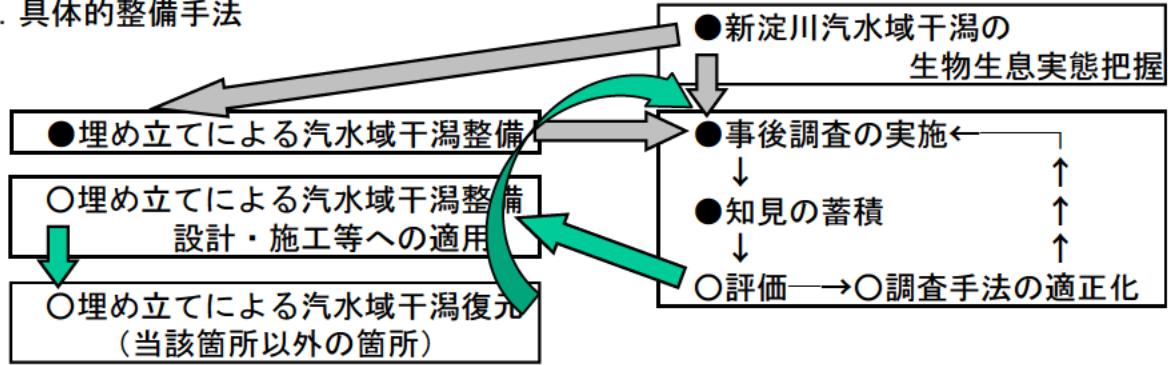 . 具体的整備手法
●新淀川汽水域干潟の
生物生息実態把握
●埋め立てによる汽水域干潟整備
○埋め立てによる汽水域干潟整備
設計・施工等への適用
○埋め立てによる汽水域干潟復元
（当該箇所以外の箇所）
●事後調査の実施←─┐
↓ ↑
●知見の蓄積 ↑
↓ ↑
○評価─→○調査手法の適正化